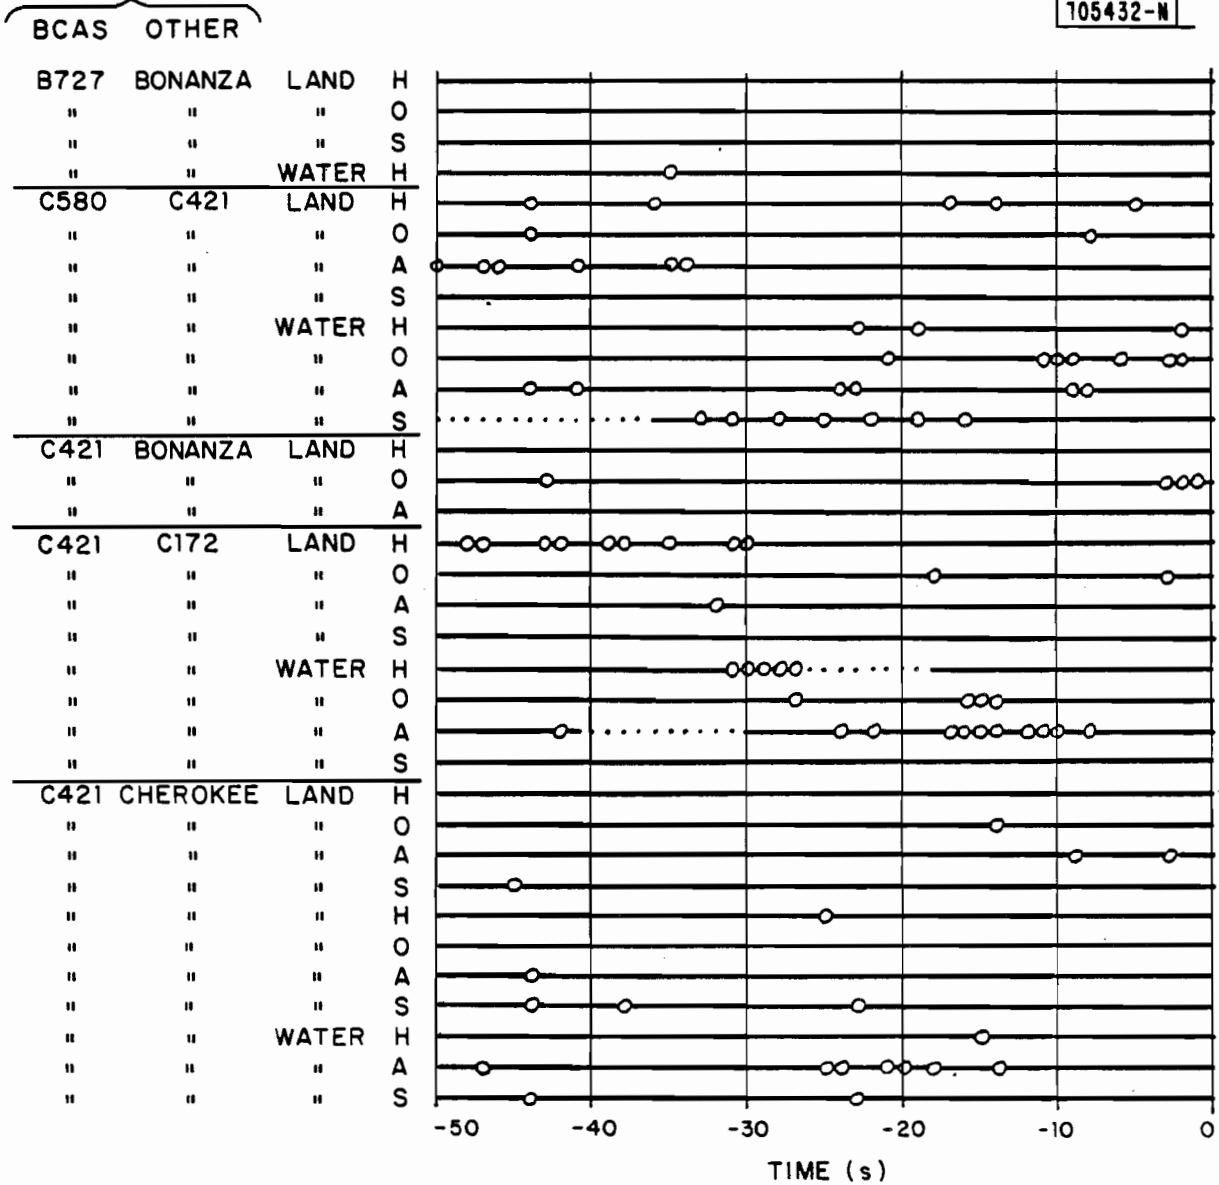 105432-N
BCAS OTHER
B727 BONANZA LAND H
" " " O
" " " S
" " WATER H
C580 C421 LAND H
" " " O
" " " A
" " " S
" " WATER H
" " " O
" " " A
" " " S
C421 BONANZA LAND H
" " " O
" " " A
C421 C172 LAND H
" " " O
" " " A
" " " S
" " WATER H
" " " O
" " " A
" " " S
C421 CHEROKEE LAND H
" " " O
" " " A
" " " S
" " " H
" " " O
" " " A
" " " S
" " WATER H
" " " A
" " " S
-50 -40 -30 -20 -10 0
TIME (s)